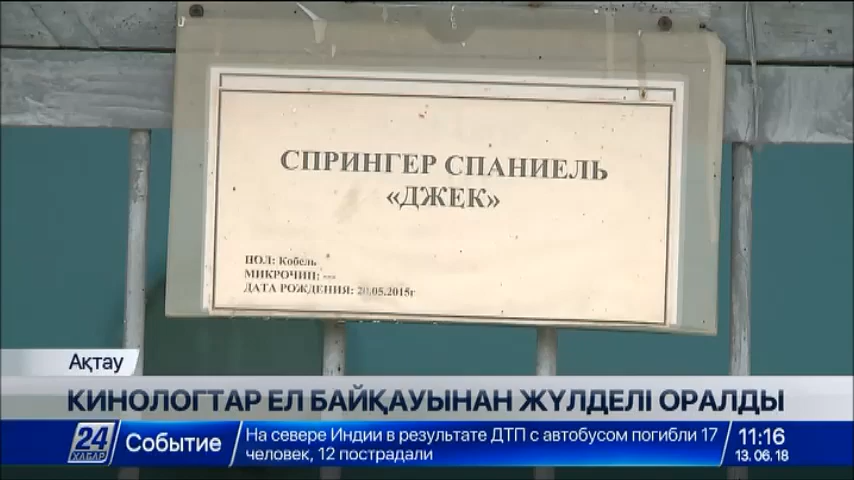 СПРИНГЕР СПАНИЕЛЬ
«ДЖЕК»
ПОЛ: Кобель
МИКРОЧИП: ---
ДАТА РОЖДЕНИЯ: 20.05.2015г
Ақтау
КИНОЛОГТАР ЕЛ БАЙҚАУЫНАН ЖҮЛДЕЛІ ОРАЛДЫ
24 ХАБАР
Событие
На севере Индии в результате ДТП с автобусом погибли 17
человек, 12 пострадали
11:16
13.06.18